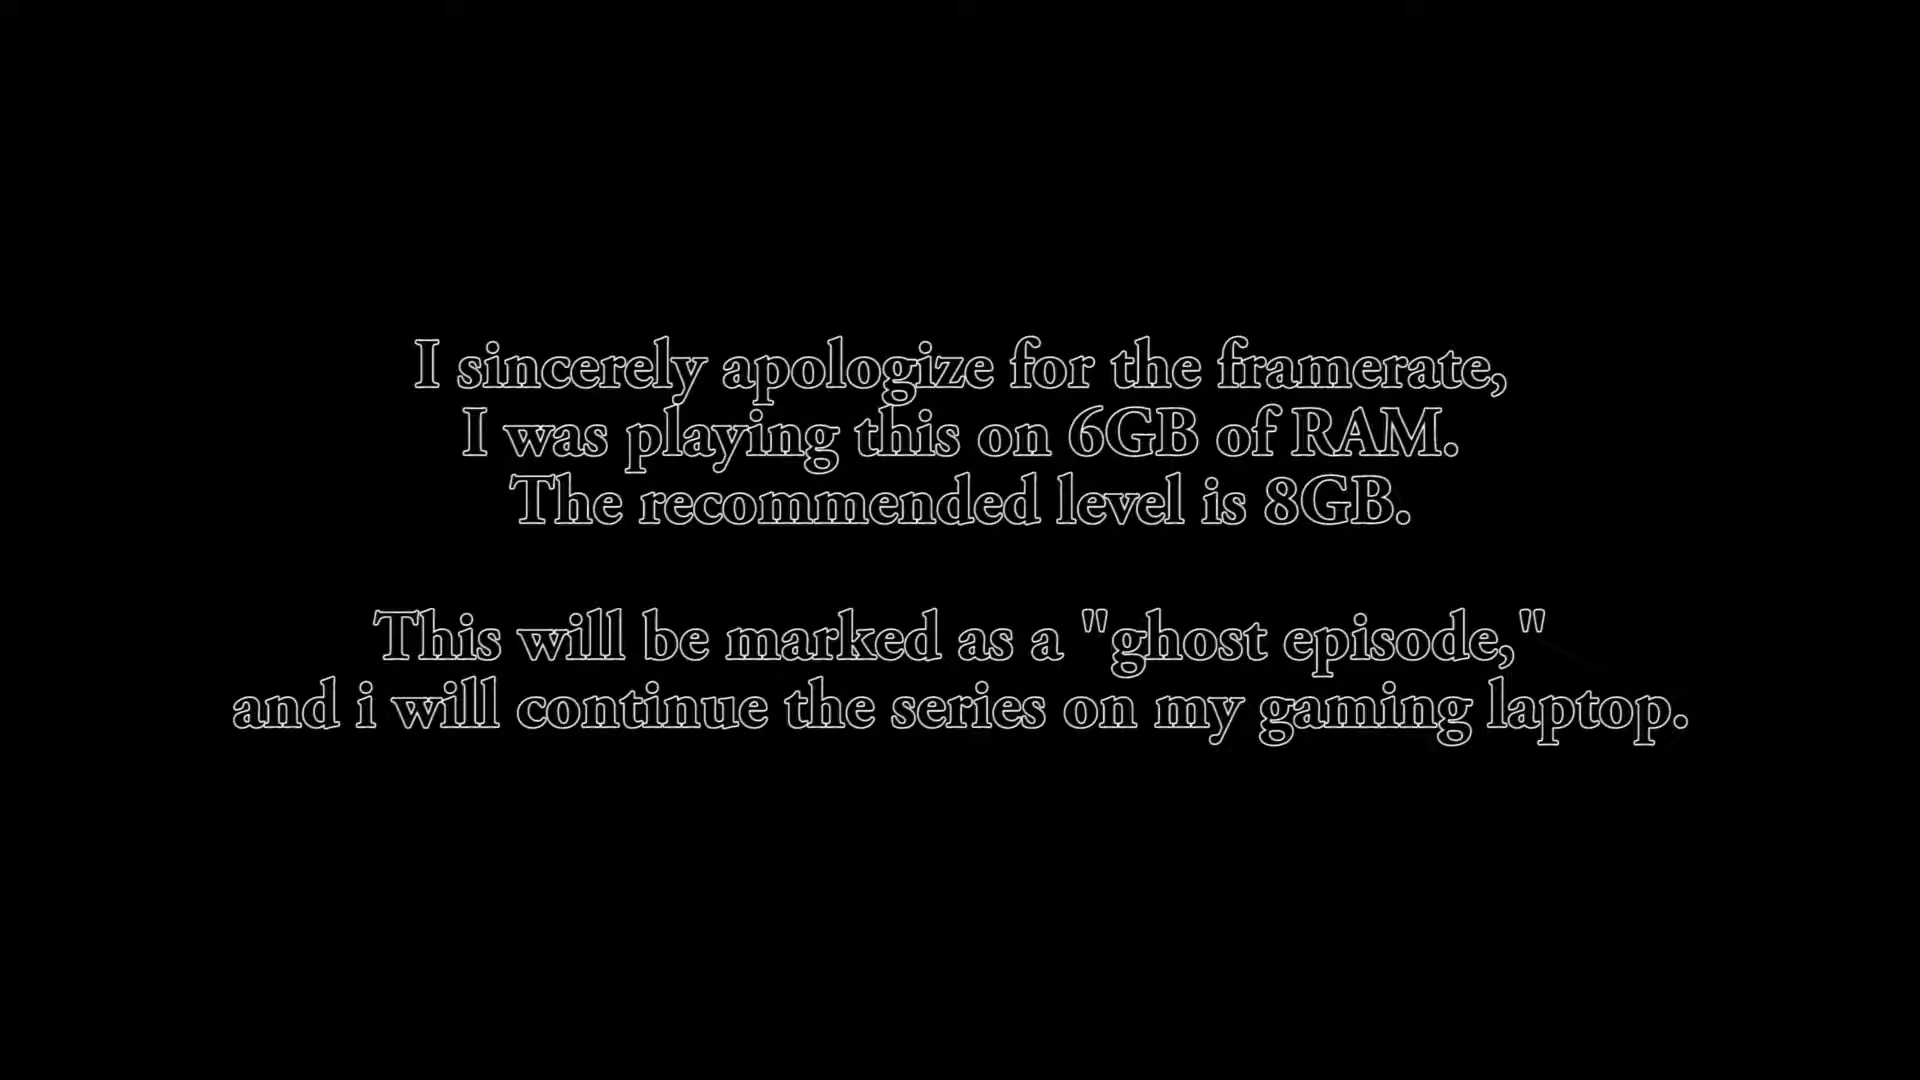 I sincerely apologize for the framerate,
I was playing this on 6GB of RAM.
The recommended level is 8GB.
This will be marked as a "ghost episode,"
and i will continue the series on my gaming laptop.